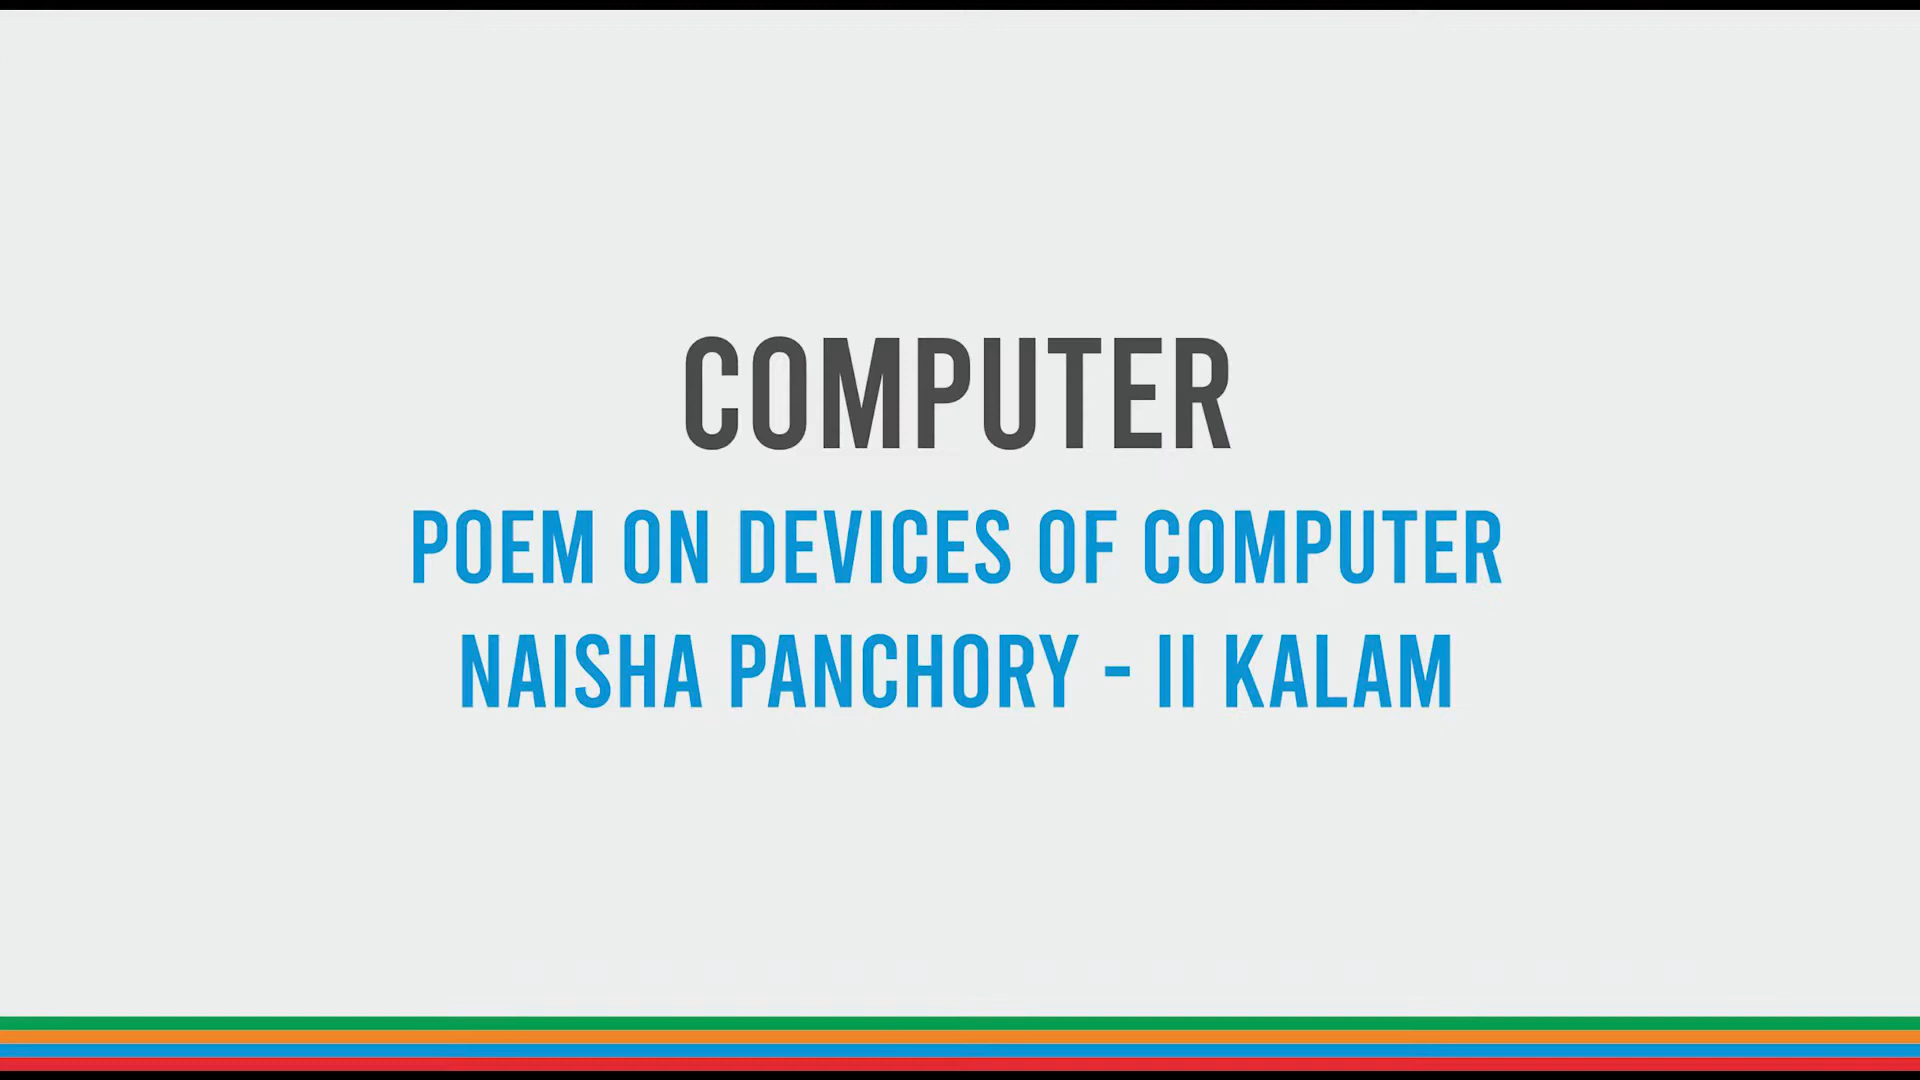 COMPUTER
POEM ON DEVICES OF COMPUTER
NAISHA PANCHORY - II KALAM